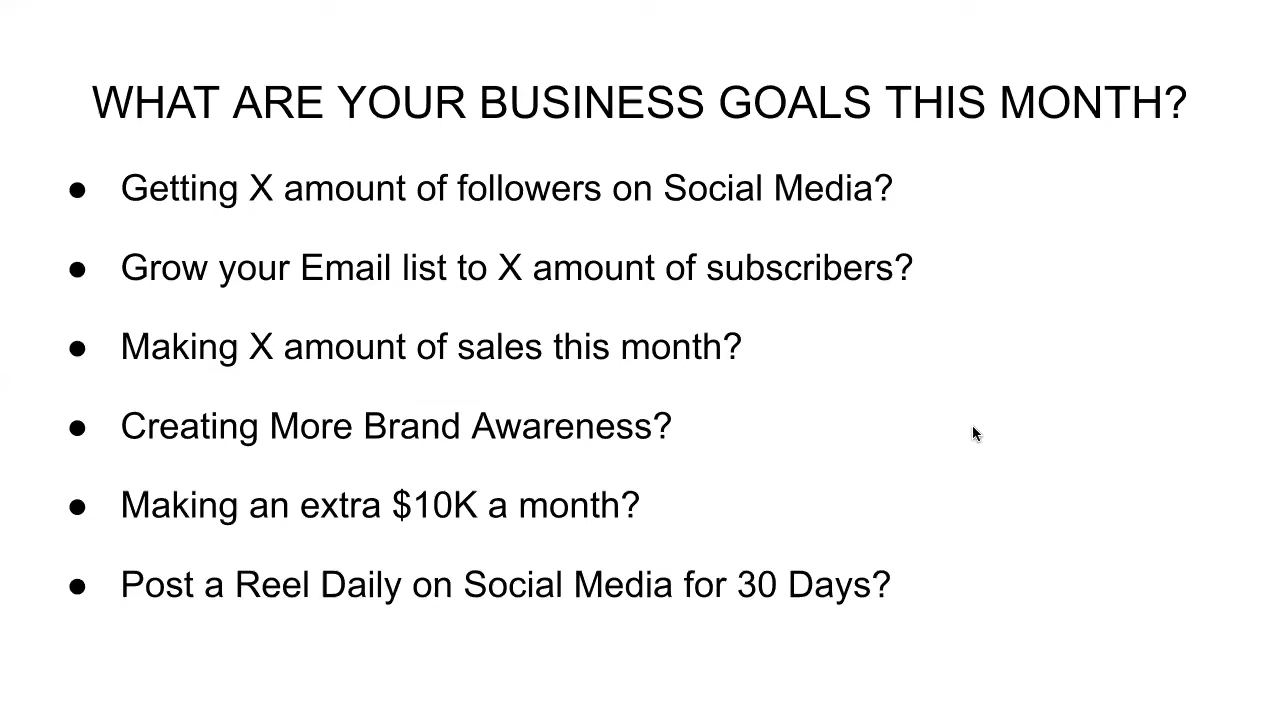 WHAT ARE YOUR BUSINESS GOALS THIS MONTH?
● Getting X amount of followers on Social Media?
● Grow your Email list to X amount of subscribers?
● Making X amount of sales this month?
● Creating More Brand Awareness?
● Making an extra $10K a month?
● Post a Reel Daily on Social Media for 30 Days?